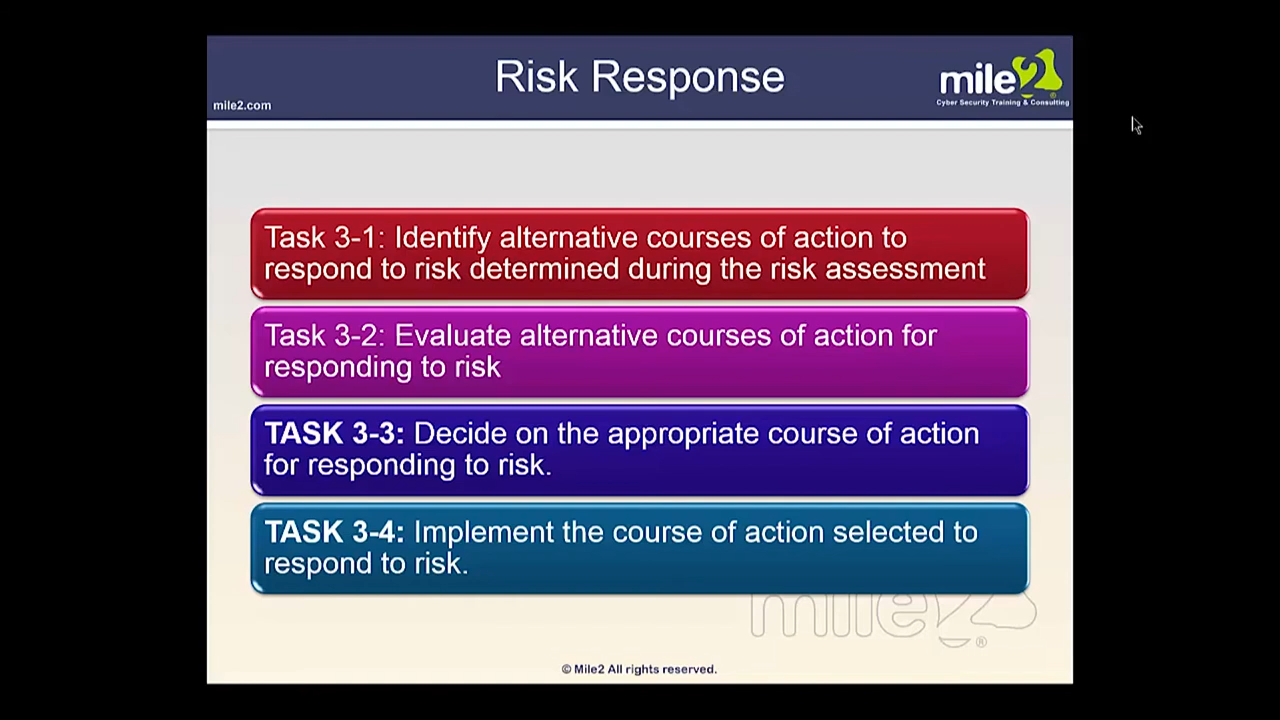 Risk Response
mile2.com
mile2
Cyber Security Training & Consulting
Task 3-1: Identify alternative courses of action to
respond to risk determined during the risk assessment
Task 3-2: Evaluate alternative courses of action for
responding to risk
TASK 3-3: Decide on the appropriate course of action
for responding to risk.
TASK 3-4: Implement the course of action selected to
respond to risk.
mile2®
© Mile2 All rights reserved.